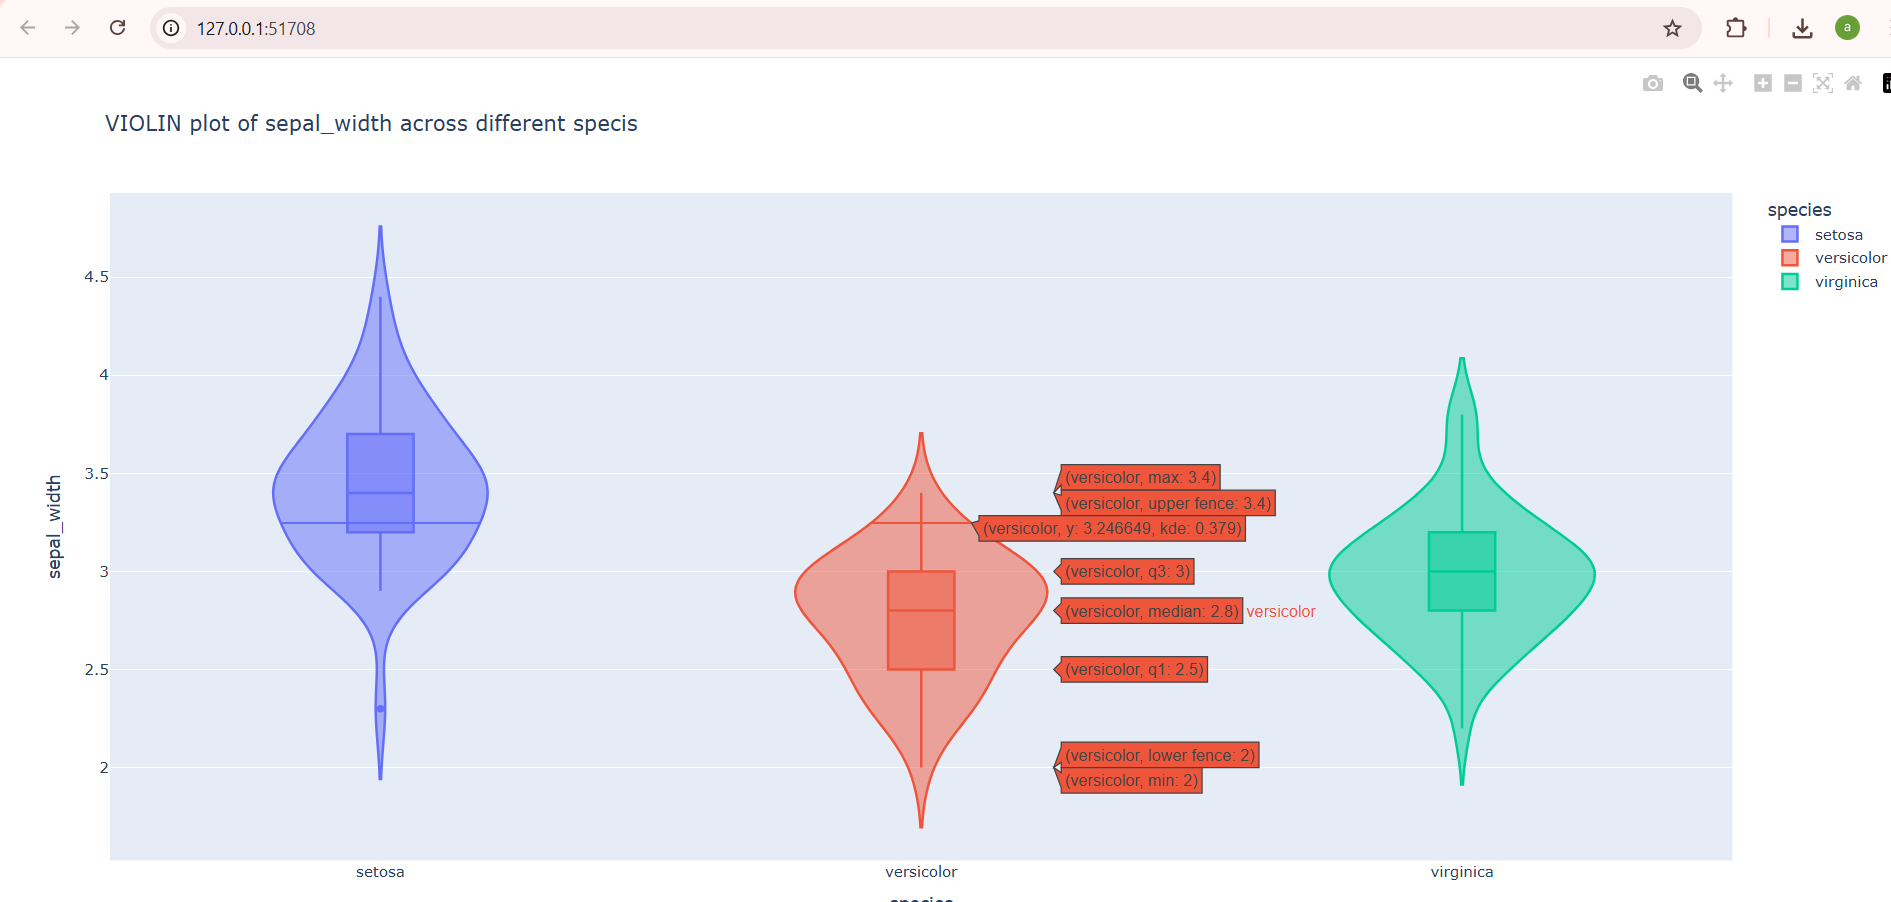 127.0.0.1:51708
a
VIOLIN plot of sepal_width across different specis
species
setosa
versicolor
virginica
4.5
4
3.5
3
2.5
2
sepal_width
(versicolor, max: 3.4)
(versicolor, upper fence: 3.4)
(versicolor, y: 3.246649, kde: 0.379)
(versicolor, q3: 3)
(versicolor, median: 2.8) versicolor
(versicolor, q1: 2.5)
(versicolor, lower fence: 2)
(versicolor, min: 2)
setosa
versicolor
virginica
species